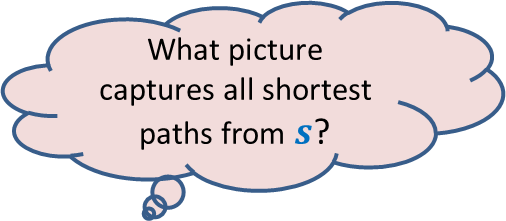 What picture
captures all shortest
paths from s?